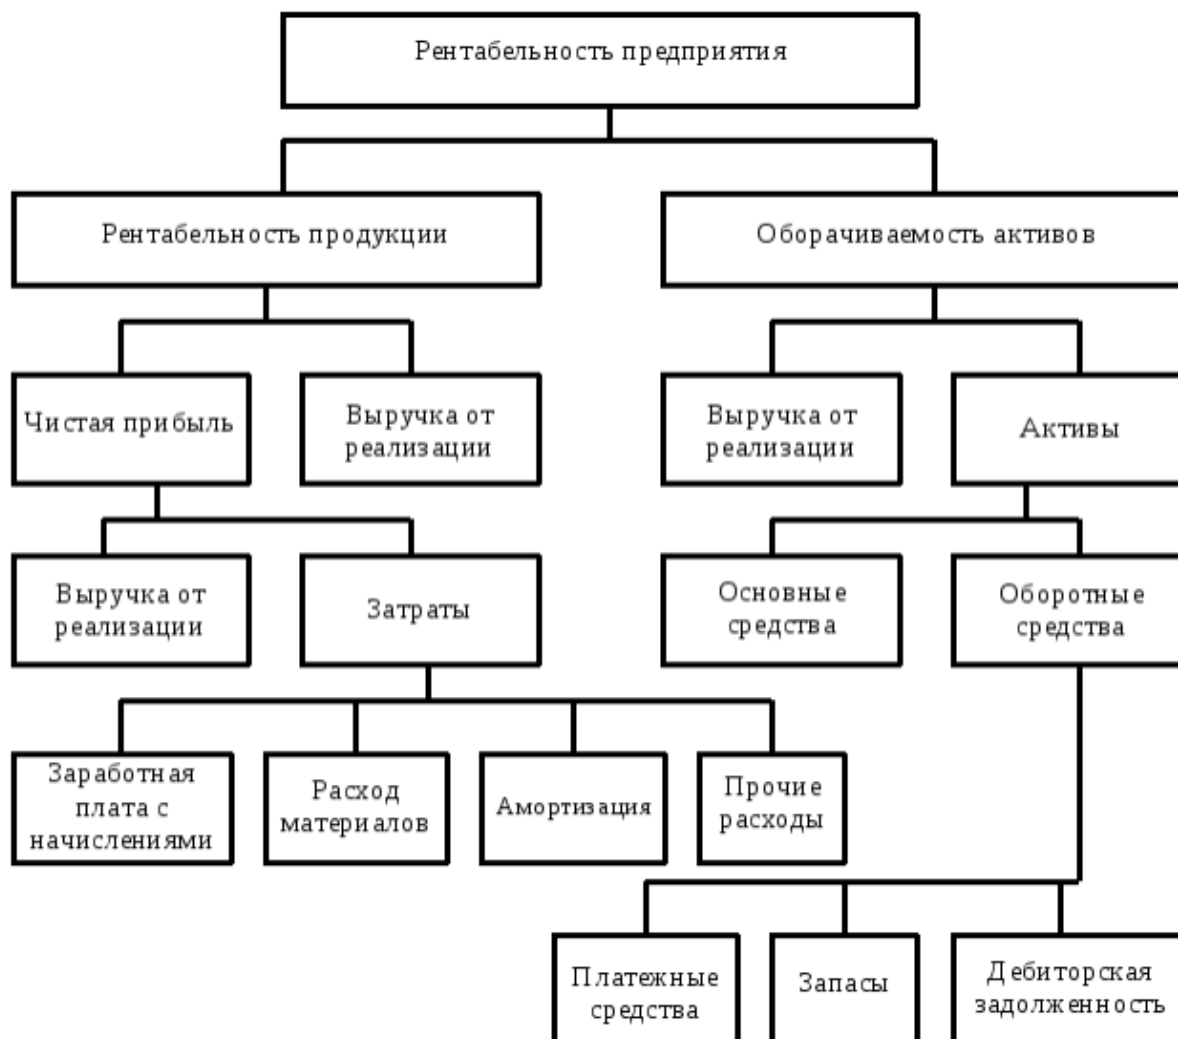 Рентабельность предприятия
Рентабельность продукции
Оборачиваемость активов
Чистая прибыль
Выручка от
реализации
Выручка от
реализации
Активы
Выручка от
реализации
Затраты
Основные
средства
Оборотные
средства
Заработная
плата с
начислениями
Расход
материалов
Амортизация
Прочие
расходы
Платежные
средства
Запасы
Дебиторская
задолженность